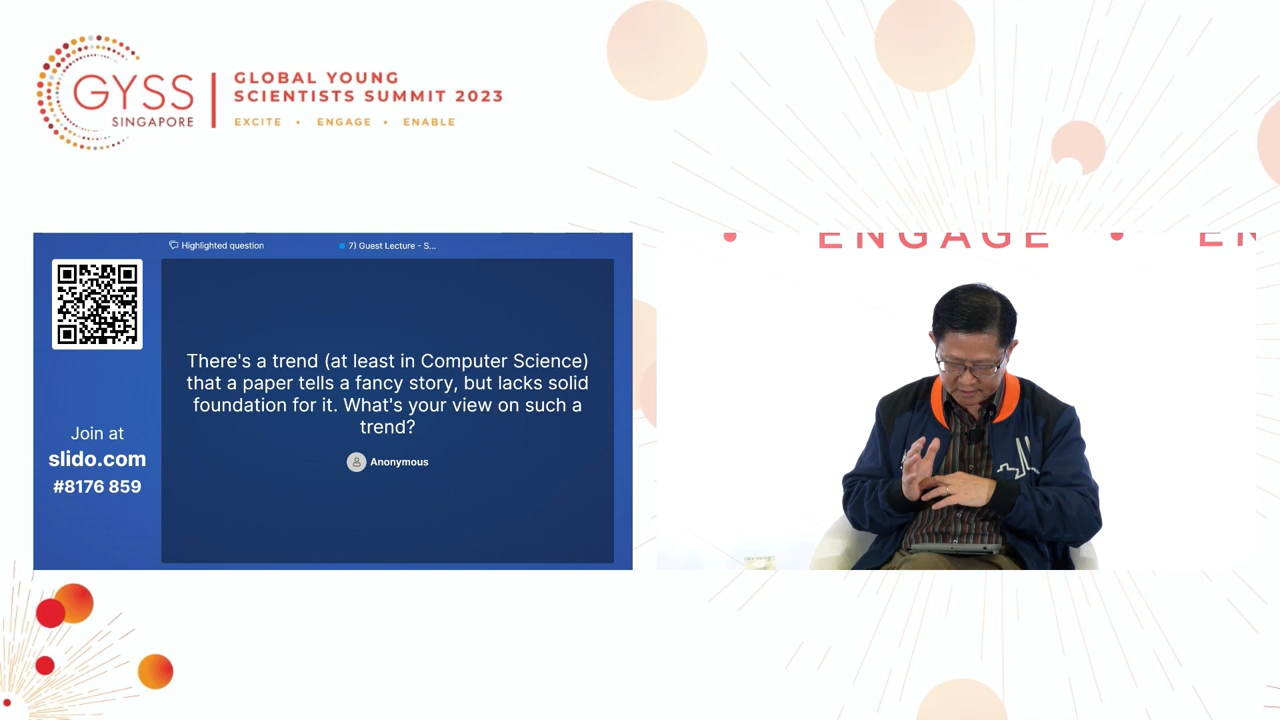 GYSS
SINGAPORE
GLOBAL YOUNG
SCIENTISTS SUMMIT 2023
EXCITE • ENGAGE • ENABLE
Highlighted question
7) Guest Lecture - S...
There's a trend (at least in Computer Science)
that a paper tells a fancy story, but lacks solid
foundation for it. What's your view on such a
trend?
Anonymous
Join at
slido.com
#8176 859
• ENGAGE • EN